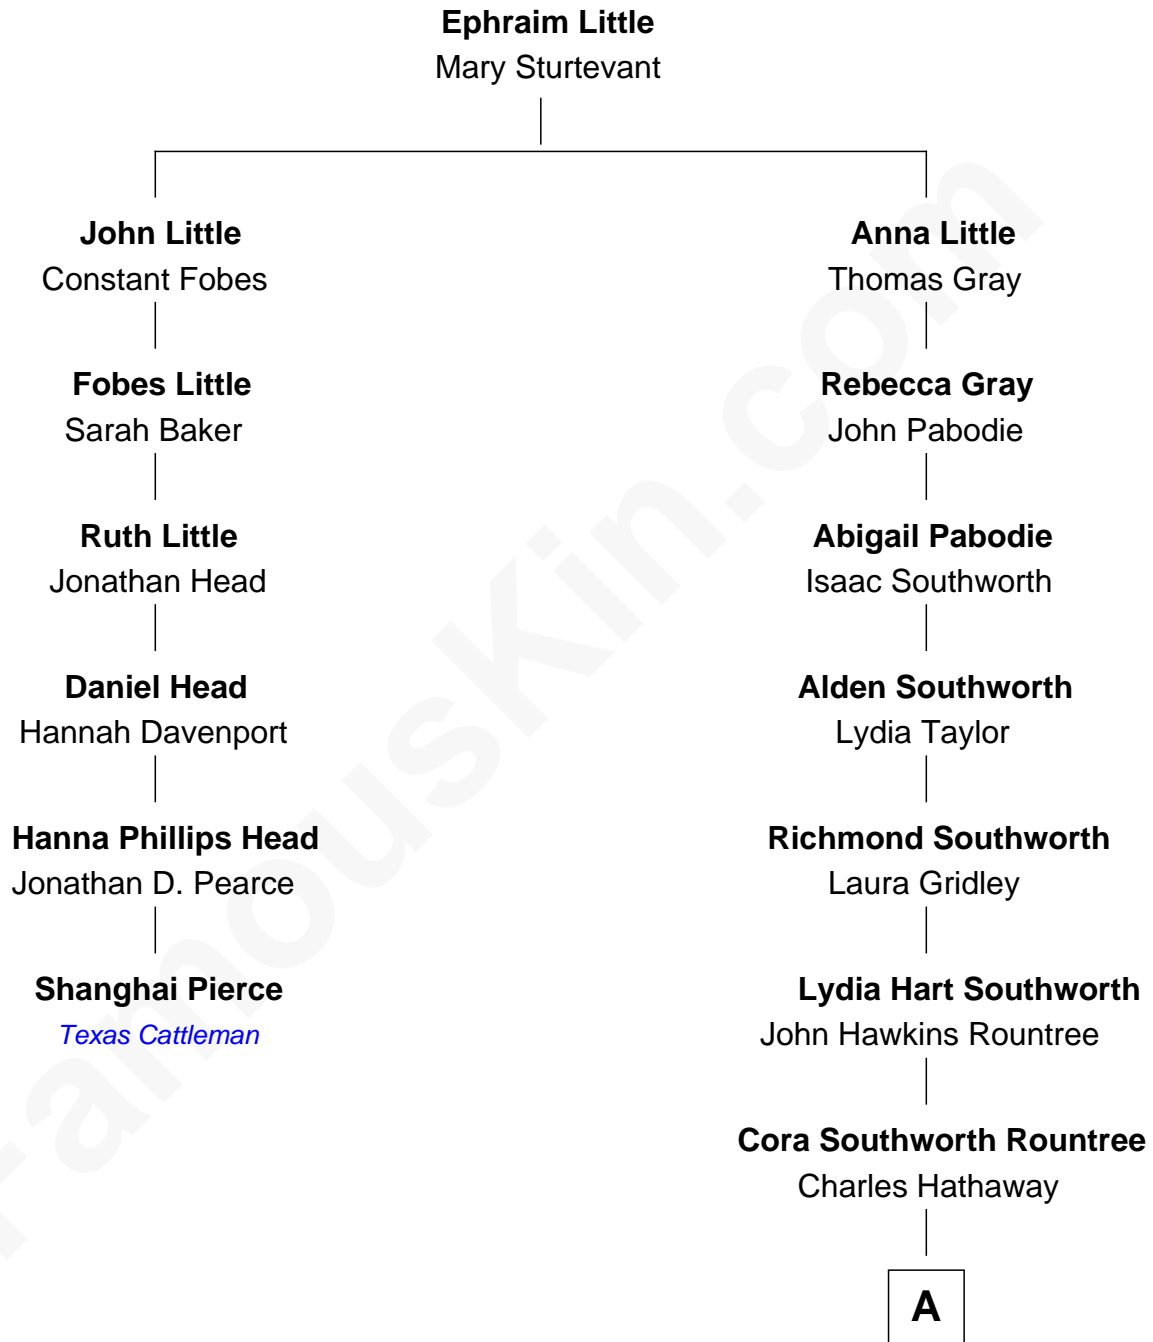 Ephraim Little
Mary Sturtevant
John Little
Constant Fobes
Fobes Little
Sarah Baker
Ruth Little
Jonathan Head
Daniel Head
Hannah Davenport
Hanna Phillips Head
Jonathan D. Pearce
Shanghai Pierce
Texas Cattleman
Anna Little
Thomas Gray
Rebecca Gray
John Pabodie
Abigail Pabodie
Isaac Southworth
Alden Southworth
Lydia Taylor
Richmond Southworth
Laura Gridley
Lydia Hart Southworth
John Hawkins Rountree
Cora Southworth Rountree
Charles Hathaway
A
FamousKin.com